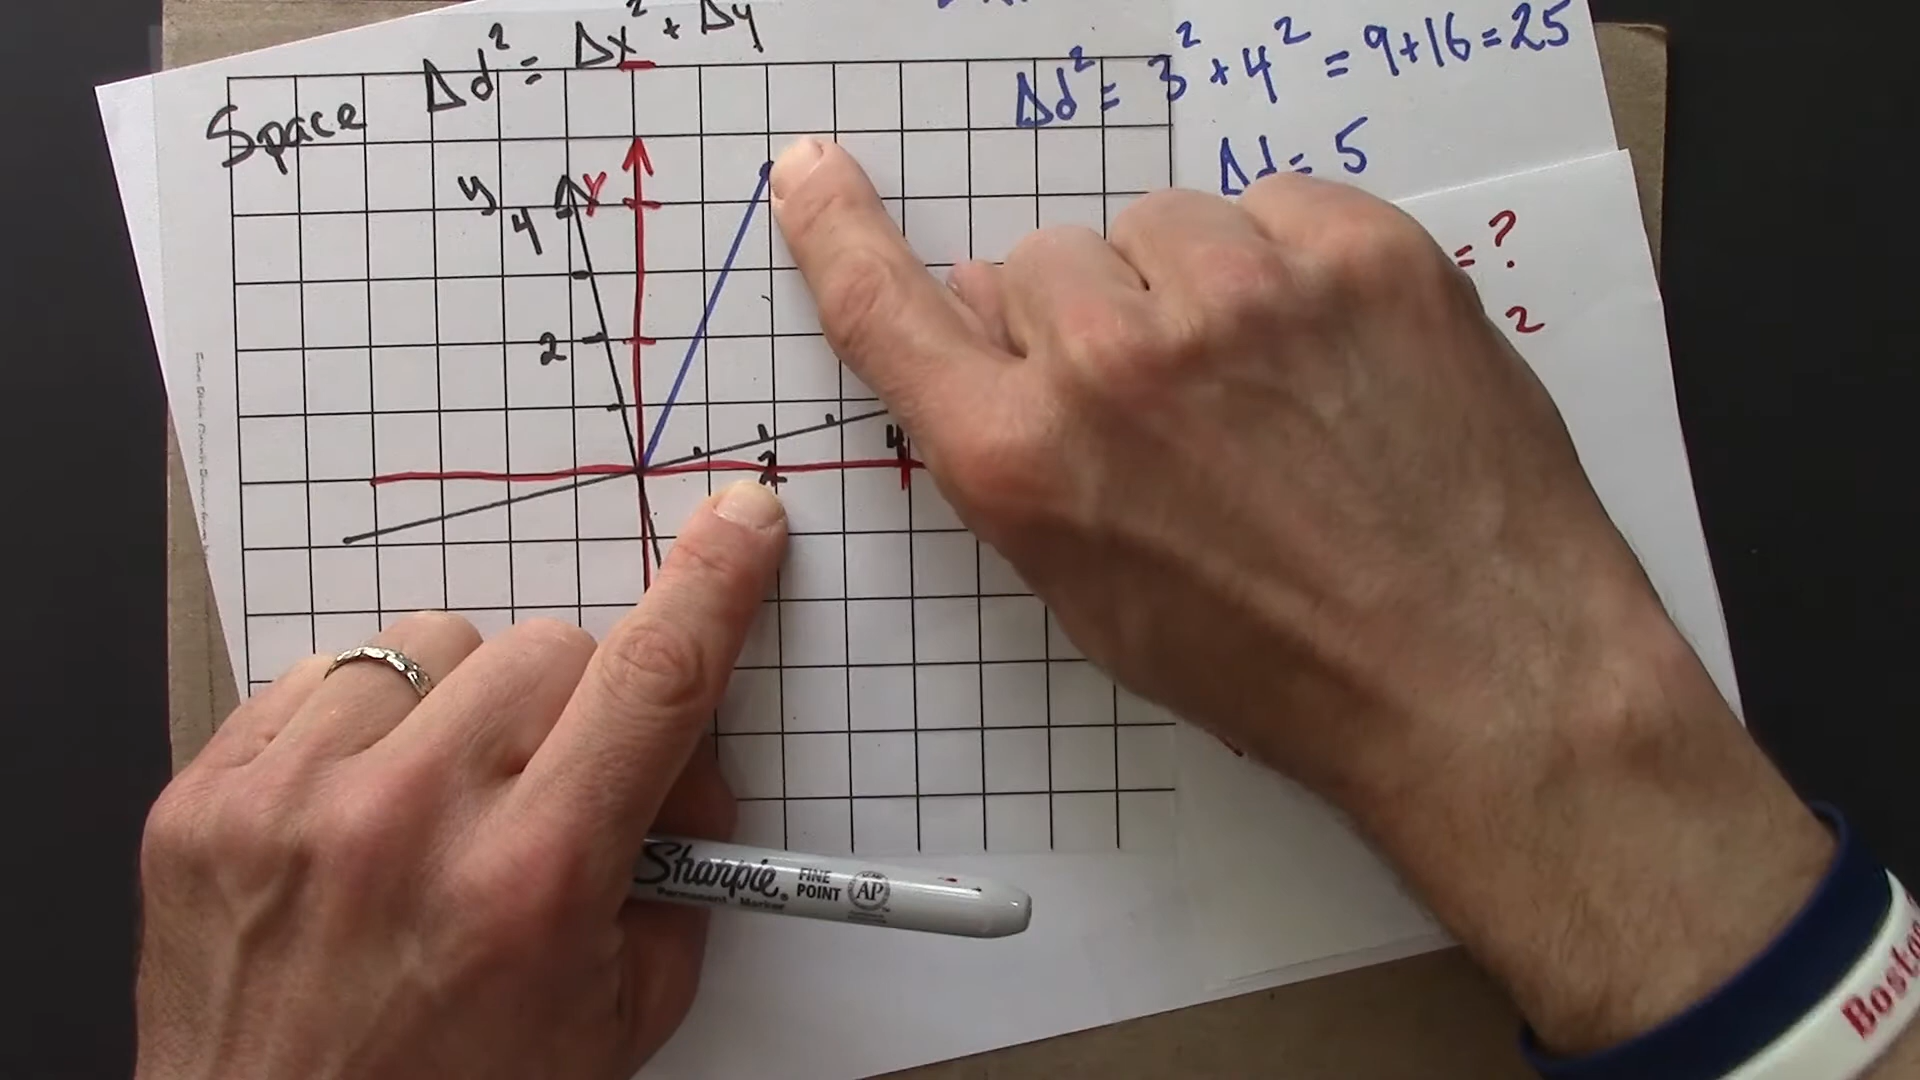 Δd² = Δx² + Δy
Space
Δd² = 3² + 4² = 9+16=25
Δd = 5
y
4
Y
= ?
2
2
4
2
Sharpie. FINE POINT AP
Permanent Marker